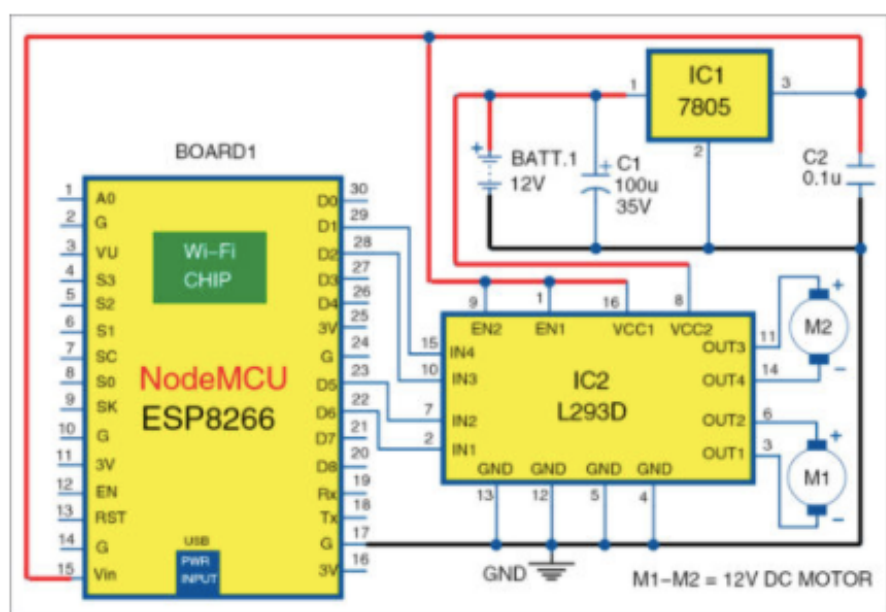 IC1
7805
1
3
2
BATT.1
12V
+
C1
100u
35V
+
C2
0.1u
BOARD1
Wi-Fi
CHIP
NodeMCU
ESP8266
USB
PWR
INPUT
1 A0
2 G
3 VU
4 S3
5 S2
6 S1
7 SC
8 S0
9 SK
10 G
11 3V
12 EN
13 RST
14 G
15 Vin
D0 30
D1 29
D2 28
D3 27
D4 26
3V 25
G 24
D5 23
D6 22
D7 21
D8 20
Rx 19
Tx 18
G 17
3V 16
9 1 16 8
EN2 EN1 VCC1 VCC2
15 IN4
10 IN3
7 IN2
2 IN1
IC2
L293D
OUT3 11
OUT4 14
OUT2 6
OUT1 3
GND GND GND GND
13 12 5 4
+
M2
−
+
M1
−
GND
M1−M2 = 12V DC MOTOR